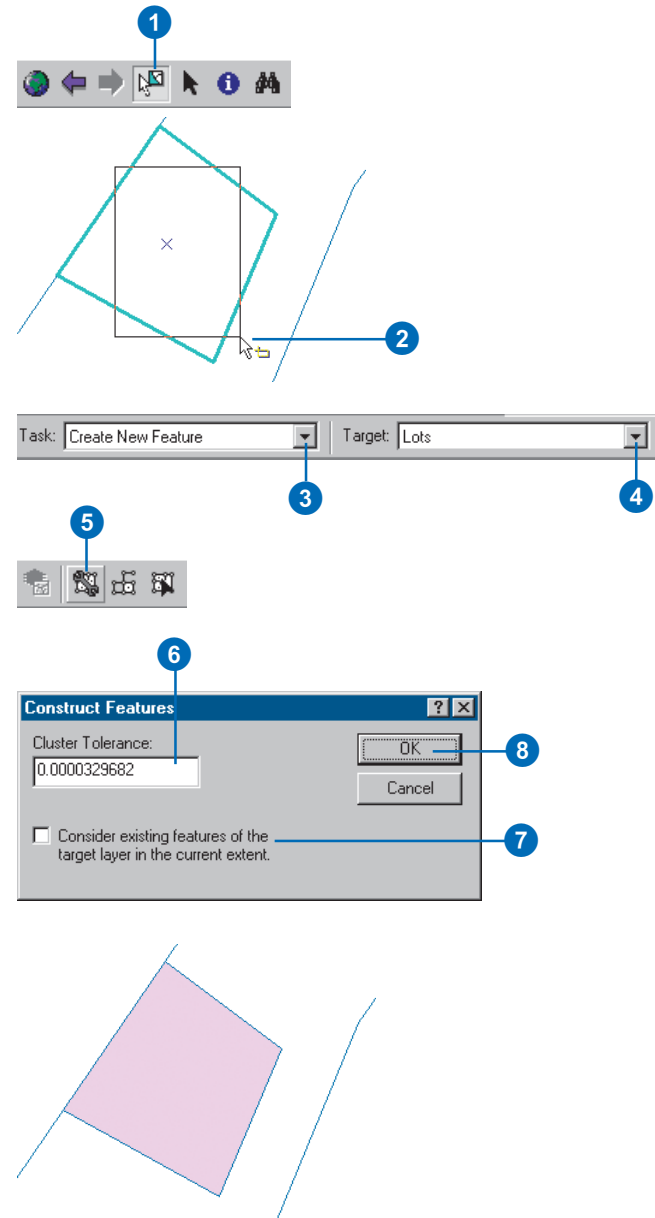 1
2
Task: Create New Feature Target: Lots
3 4
5
6
Construct Features
Cluster Tolerance:
OK
8
0.0000329682
Cancel
Consider existing features of the
target layer in the current extent.
7